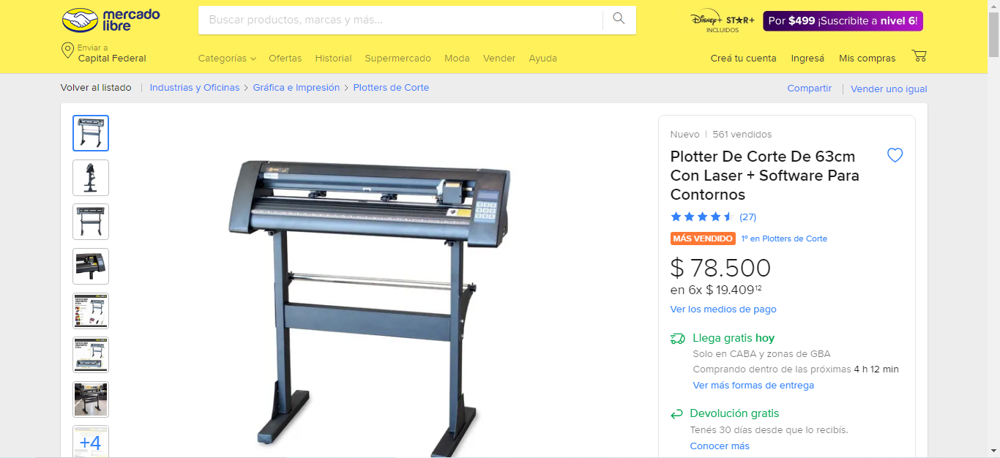 mercado
libre
Buscar productos, marcas y más...
Disney+ STAR+
INCLUIDOS
Por $499 ¡Suscribite a nivel 6!
Enviar a
Capital Federal
Categorías Ofertas Historial Supermercado Moda Vender Ayuda
Creá tu cuenta Ingresá Mis compras
Volver al listado | Industrias y Oficinas > Gráfica e Impresión > Plotters de Corte
Compartir | Vender uno igual
Nuevo | 561 vendidos
Plotter De Corte De 63cm
Con Laser + Software Para
Contornos
(27)
MÁS VENDIDO 1º en Plotters de Corte
$ 78.500
en 6x $ 19.409 12
Ver los medios de pago
Llega gratis hoy
Solo en CABA y zonas de GBA
Comprando dentro de las próximas 4 h 12 min
Ver más formas de entrega
Devolución gratis
Tenés 30 días desde que lo recibís.
Conocer más
+4